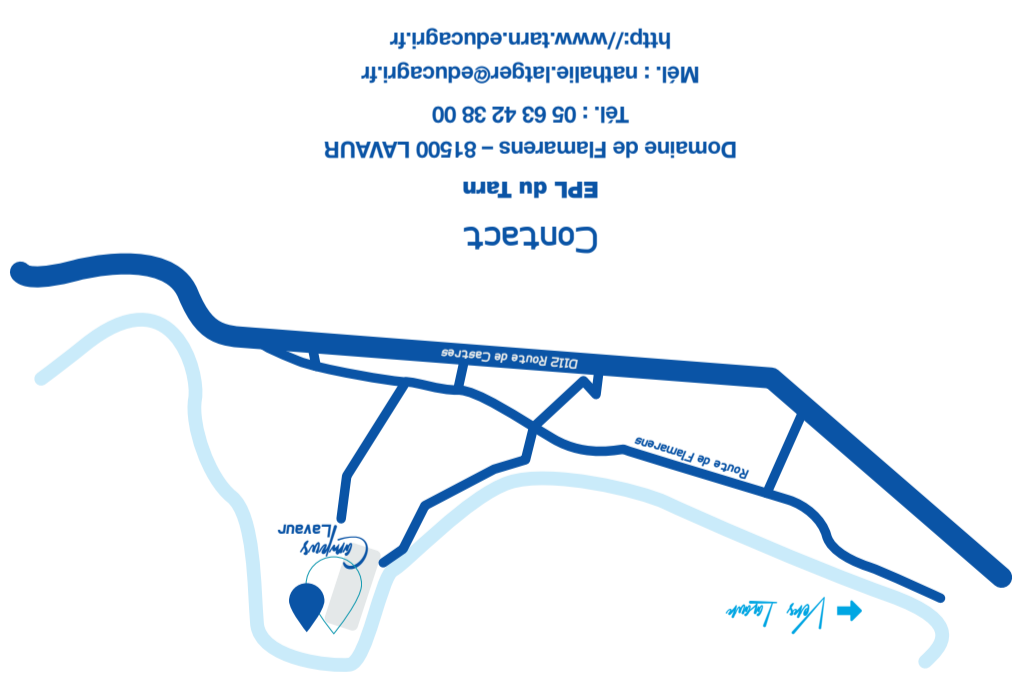 Vers Lavaur
Campus
Lavaur
Route de Flamarens
D112 Route de Castres
Contact
EPL du Tarn
Domaine de Flamarens – 81500 LAVAUR
Tél. : 05 63 42 38 00
Mél. : nathalie.latger@educagri.fr
http://www.tarn.educagri.fr